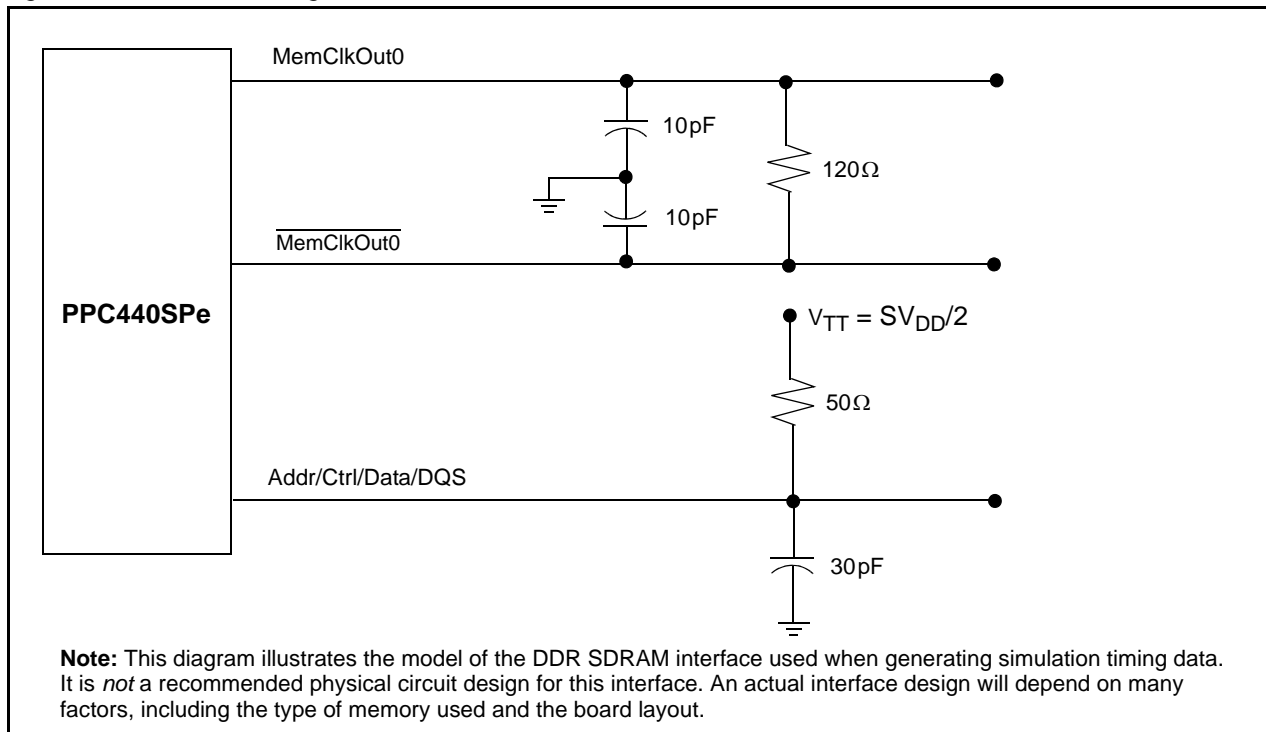 MemClkOut0
10pF
120Ω
10pF
MemClkOut0
PPC440SPe
VTT = SVDD/2
50Ω
Addr/Ctrl/Data/DQS
30pF
Note: This diagram illustrates the model of the DDR SDRAM interface used when generating simulation timing data.
It is not a recommended physical circuit design for this interface. An actual interface design will depend on many
factors, including the type of memory used and the board layout.